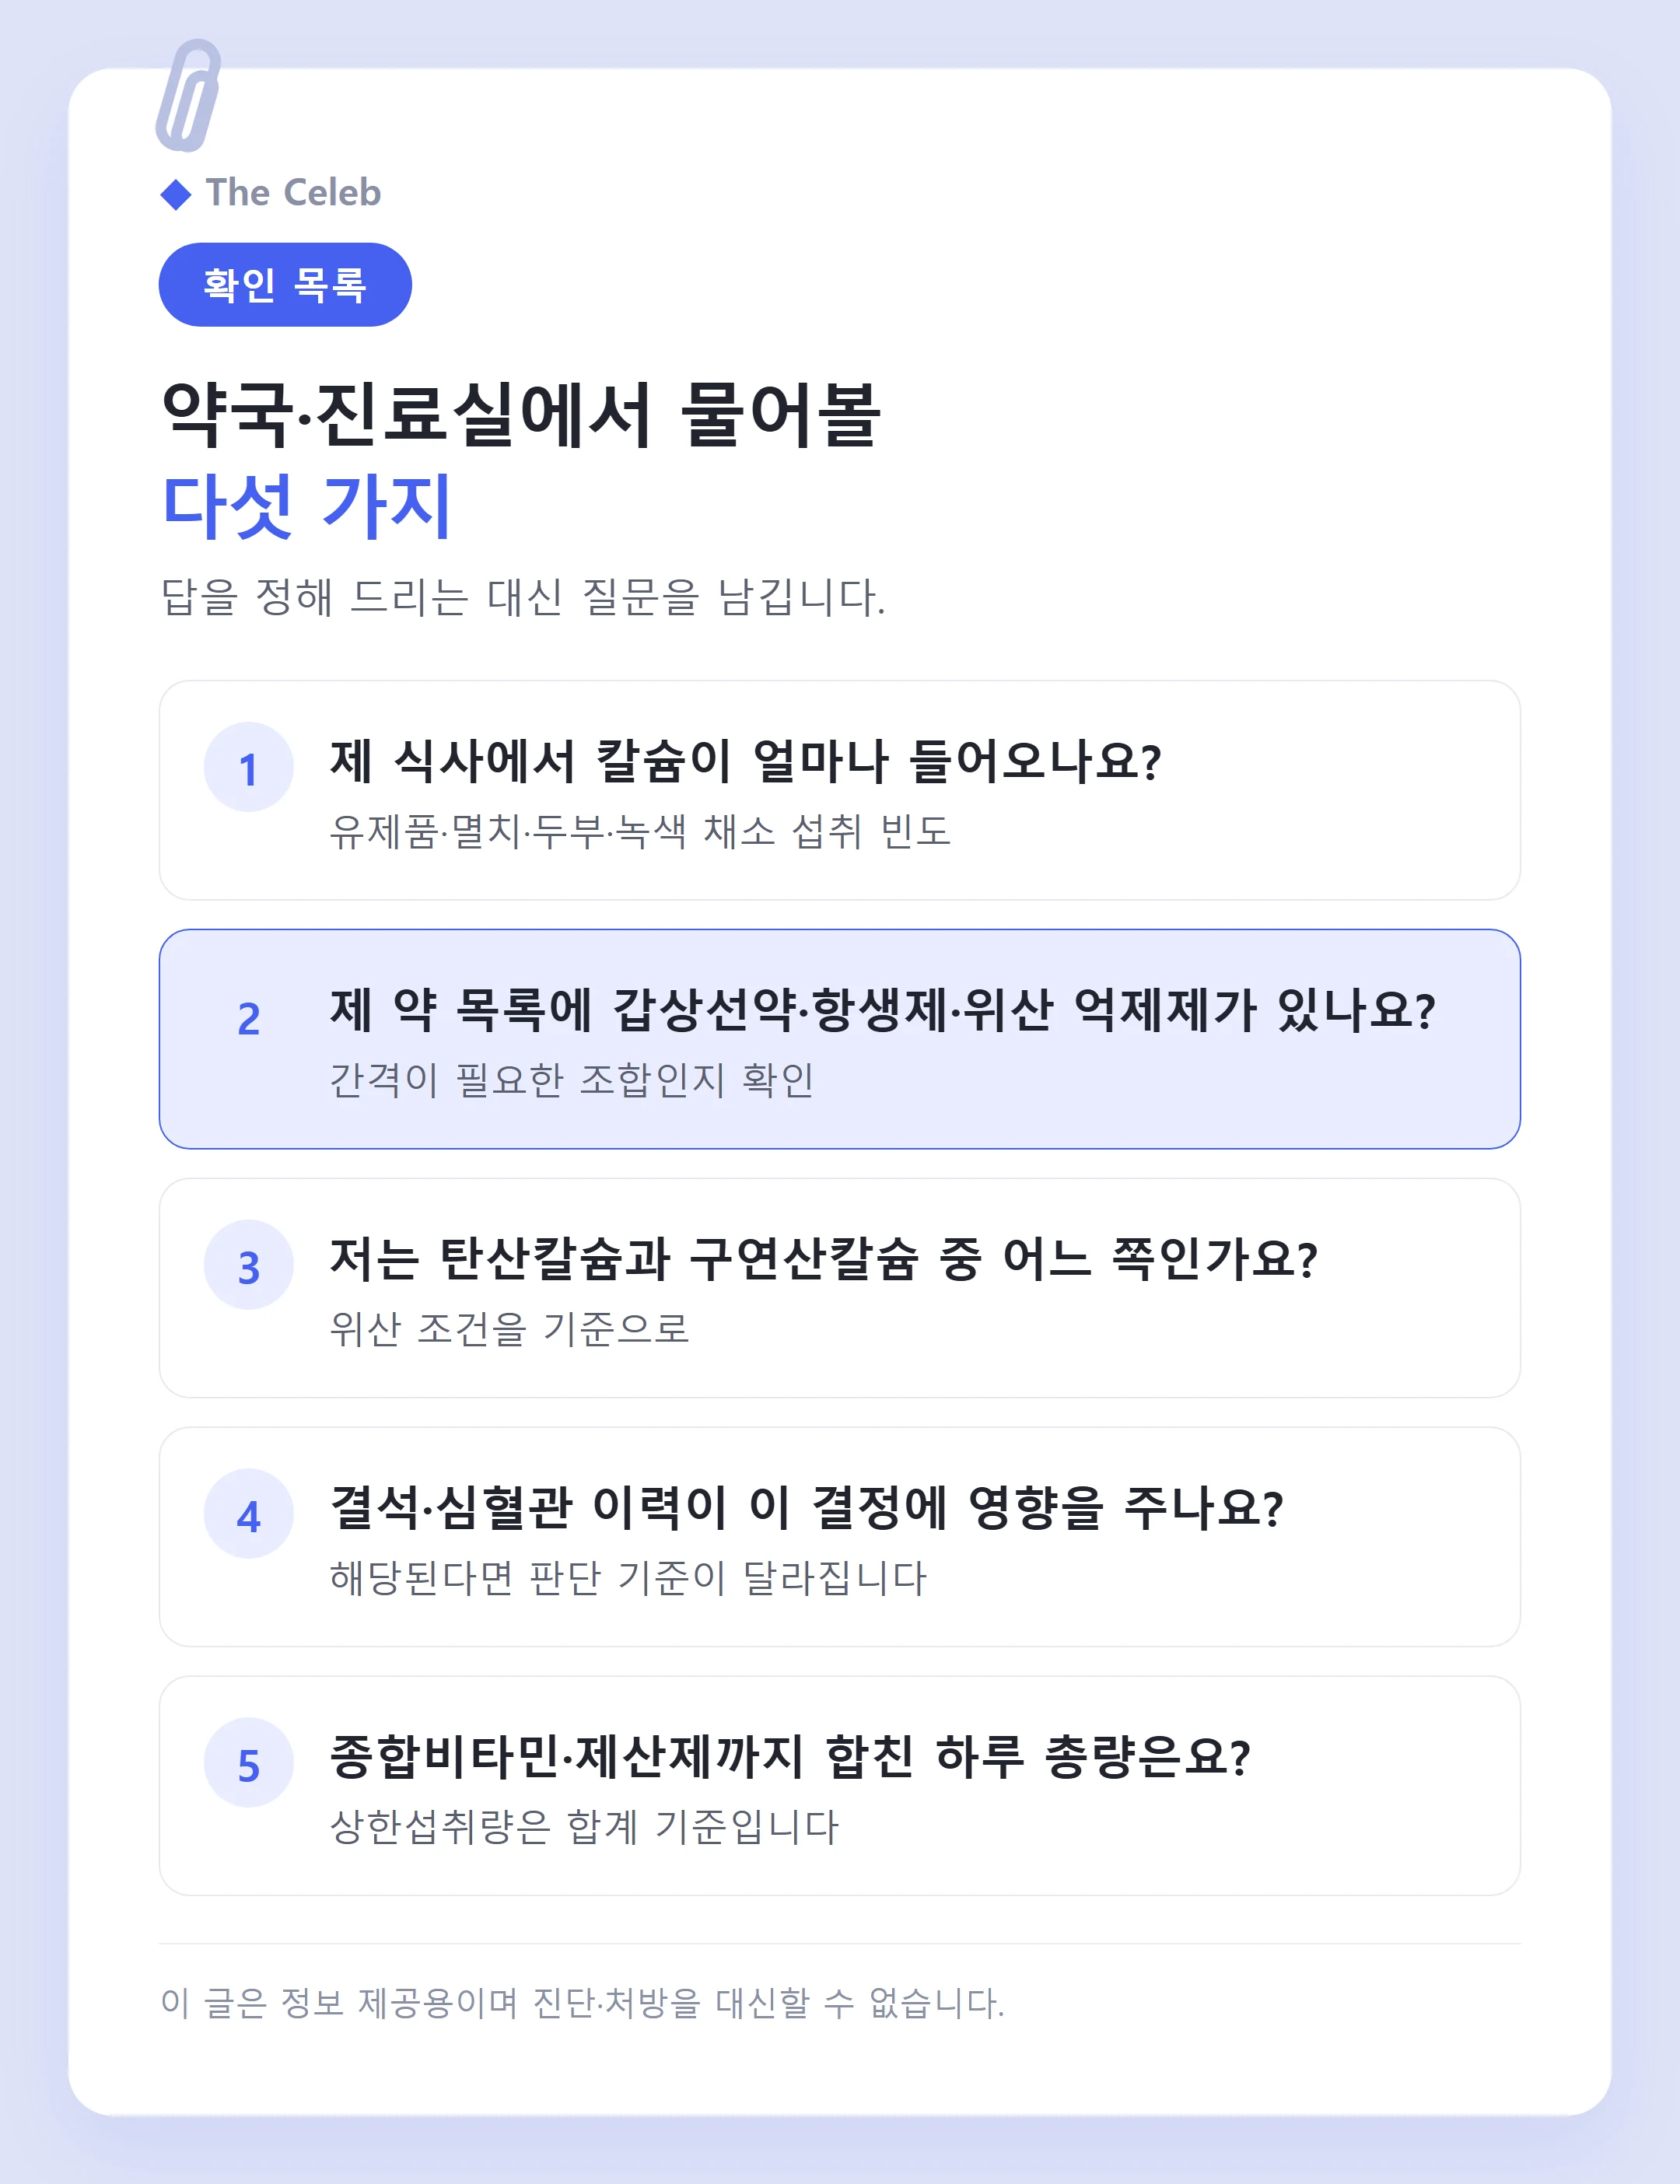 The Celeb
확인 목록
약국·진료실에서 물어볼
다섯 가지
답을 정해 드리는 대신 질문을 남깁니다.
1
제 식사에서 칼슘이 얼마나 들어오나요?
유제품·멸치·두부·녹색 채소 섭취 빈도
2
제 약 목록에 갑상선약·항생제·위산 억제제가 있나요?
간격이 필요한 조합인지 확인
3
저는 탄산칼슘과 구연산칼슘 중 어느 쪽인가요?
위산 조건을 기준으로
4
결석·심혈관 이력이 이 결정에 영향을 주나요?
해당된다면 판단 기준이 달라집니다
5
종합비타민·제산제까지 합친 하루 총량은요?
상한섭취량은 합계 기준입니다
이 글은 정보 제공용이며 진단·처방을 대신할 수 없습니다.